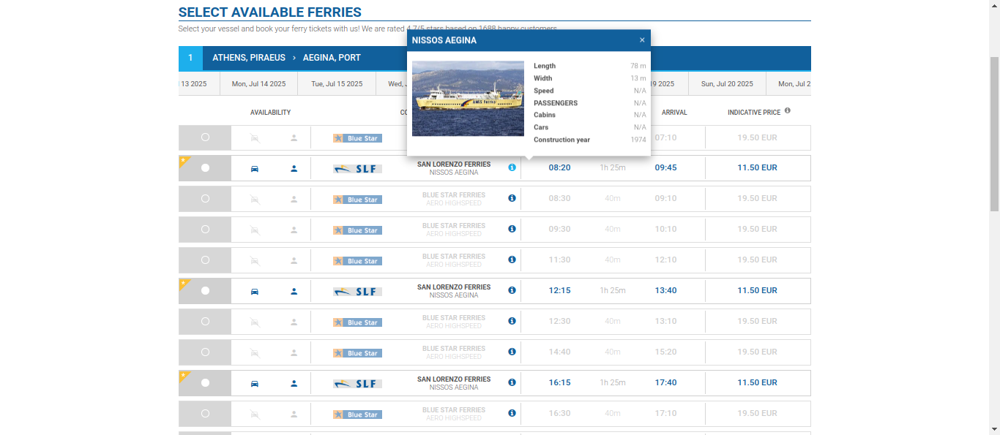 SELECT AVAILABLE FERRIES
Select your vessel and book your ferry tickets with us! We are rated 4.7/5 stars based on 1688 happy customers
NISSOS AEGINA ×
Length 78 m
Width 13 m
Speed N/A
PASSENGERS N/A
Cabins N/A
Cars N/A
Construction year 1974
1 ATHENS, PIRAEUS › AEGINA, PORT
13 2025 Mon, Jul 14 2025 Tue, Jul 15 2025 Wed, 19 2025 Sun, Jul 20 2025 Mon, Jul 2
AVAILABILITY CO ARRIVAL INDICATIVE PRICE
Blue Star 07:10 19.50 EUR
SLF SAN LORENZO FERRIES 08:20 1h 25m 09:45 11.50 EUR
NISSOS AEGINA
Blue Star BLUE STAR FERRIES 08:30 40m 09:10 19.50 EUR
AERO HIGHSPEED
Blue Star BLUE STAR FERRIES 09:30 40m 10:10 19.50 EUR
AERO HIGHSPEED
Blue Star BLUE STAR FERRIES 11:30 40m 12:10 19.50 EUR
AERO HIGHSPEED
SLF SAN LORENZO FERRIES 12:15 1h 25m 13:40 11.50 EUR
NISSOS AEGINA
Blue Star BLUE STAR FERRIES 12:30 40m 13:10 19.50 EUR
AERO HIGHSPEED
Blue Star BLUE STAR FERRIES 14:40 40m 15:20 19.50 EUR
AERO HIGHSPEED
SLF SAN LORENZO FERRIES 16:15 1h 25m 17:40 11.50 EUR
NISSOS AEGINA
Blue Star BLUE STAR FERRIES 16:30 40m 17:10 19.50 EUR
AERO HIGHSPEED